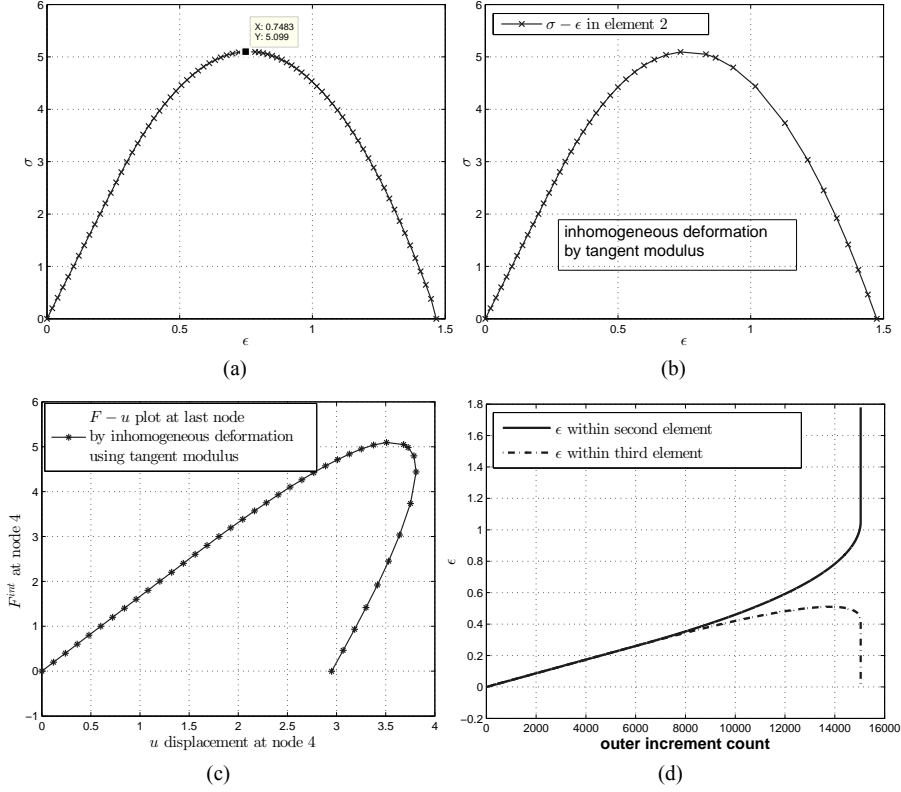 X: 0.7483
Y: 5.099
6
5
4
3
2
1
0
0
0.5
1
1.5
σ
ϵ
(a)
σ − ϵ in element 2
inhomogeneous deformation
by tangent modulus
6
5
4
3
2
1
0
0
0.5
1
1.5
σ
ϵ
(b)
F − u plot at last node
by inhomogeneous deformation
using tangent modulus
6
5
4
3
2
1
0
−1
0
0.5
1
1.5
2
2.5
3
3.5
4
F^int at node 4
u displacement at node 4
(c)
ϵ within second element
ϵ within third element
1.8
1.6
1.4
1.2
1
0.8
0.6
0.4
0.2
0
−0.2
0
2000
4000
6000
8000
10000
12000
14000
16000
ϵ
outer increment count
(d)